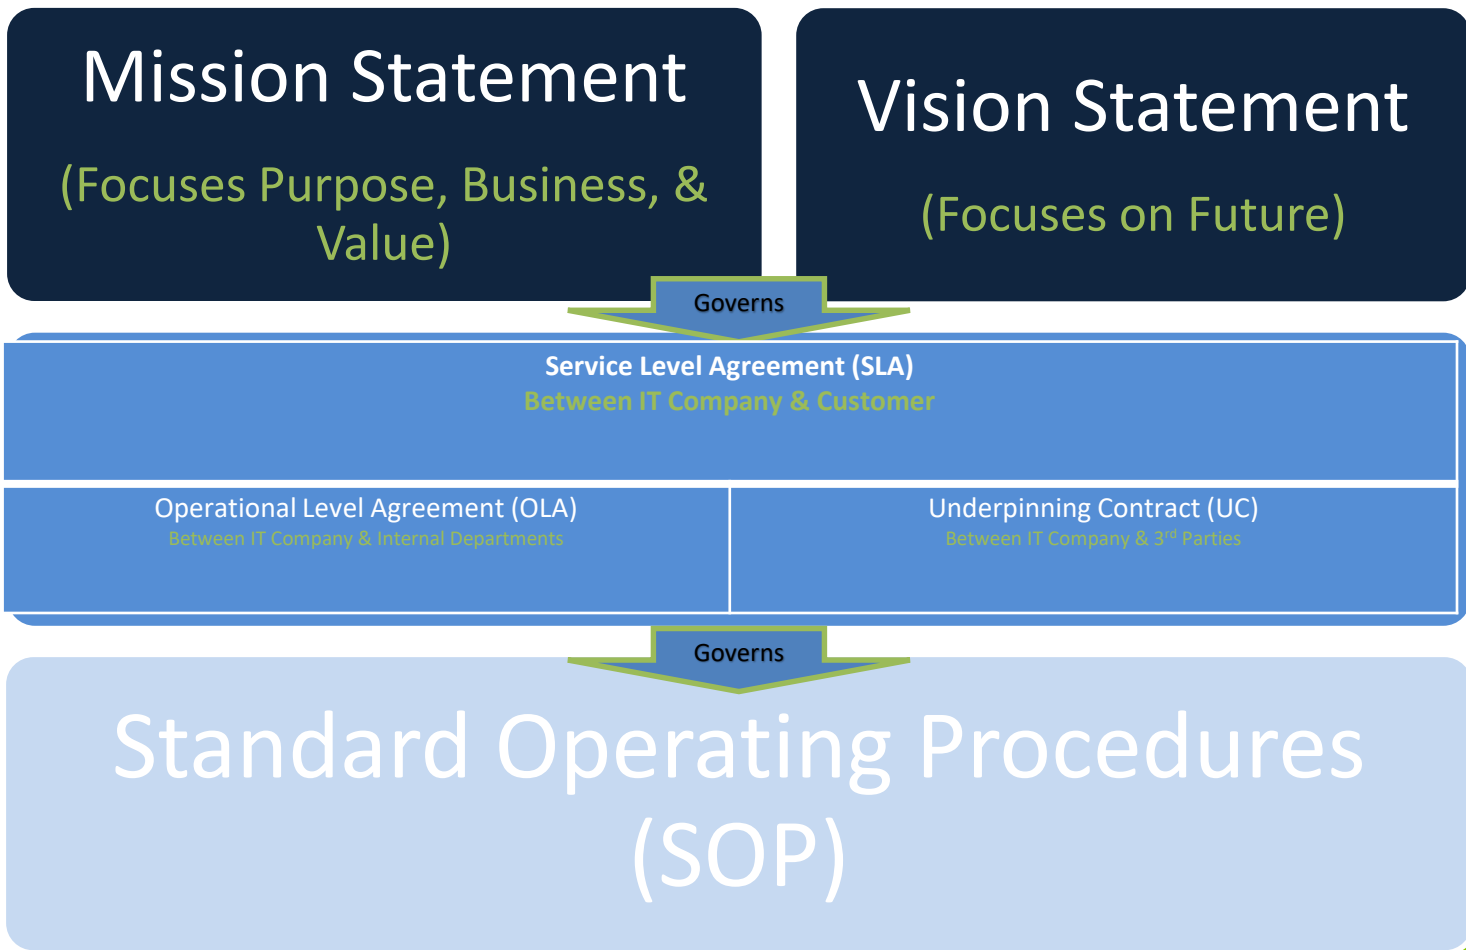 Mission Statement
(Focuses Purpose, Business, &
Value)
Vision Statement
(Focuses on Future)
Governs
Service Level Agreement (SLA)
Between IT Company & Customer
Operational Level Agreement (OLA)
Between IT Company & Internal Departments
Underpinning Contract (UC)
Between IT Company & 3rd Parties
Governs
Standard Operating Procedures
(SOP)